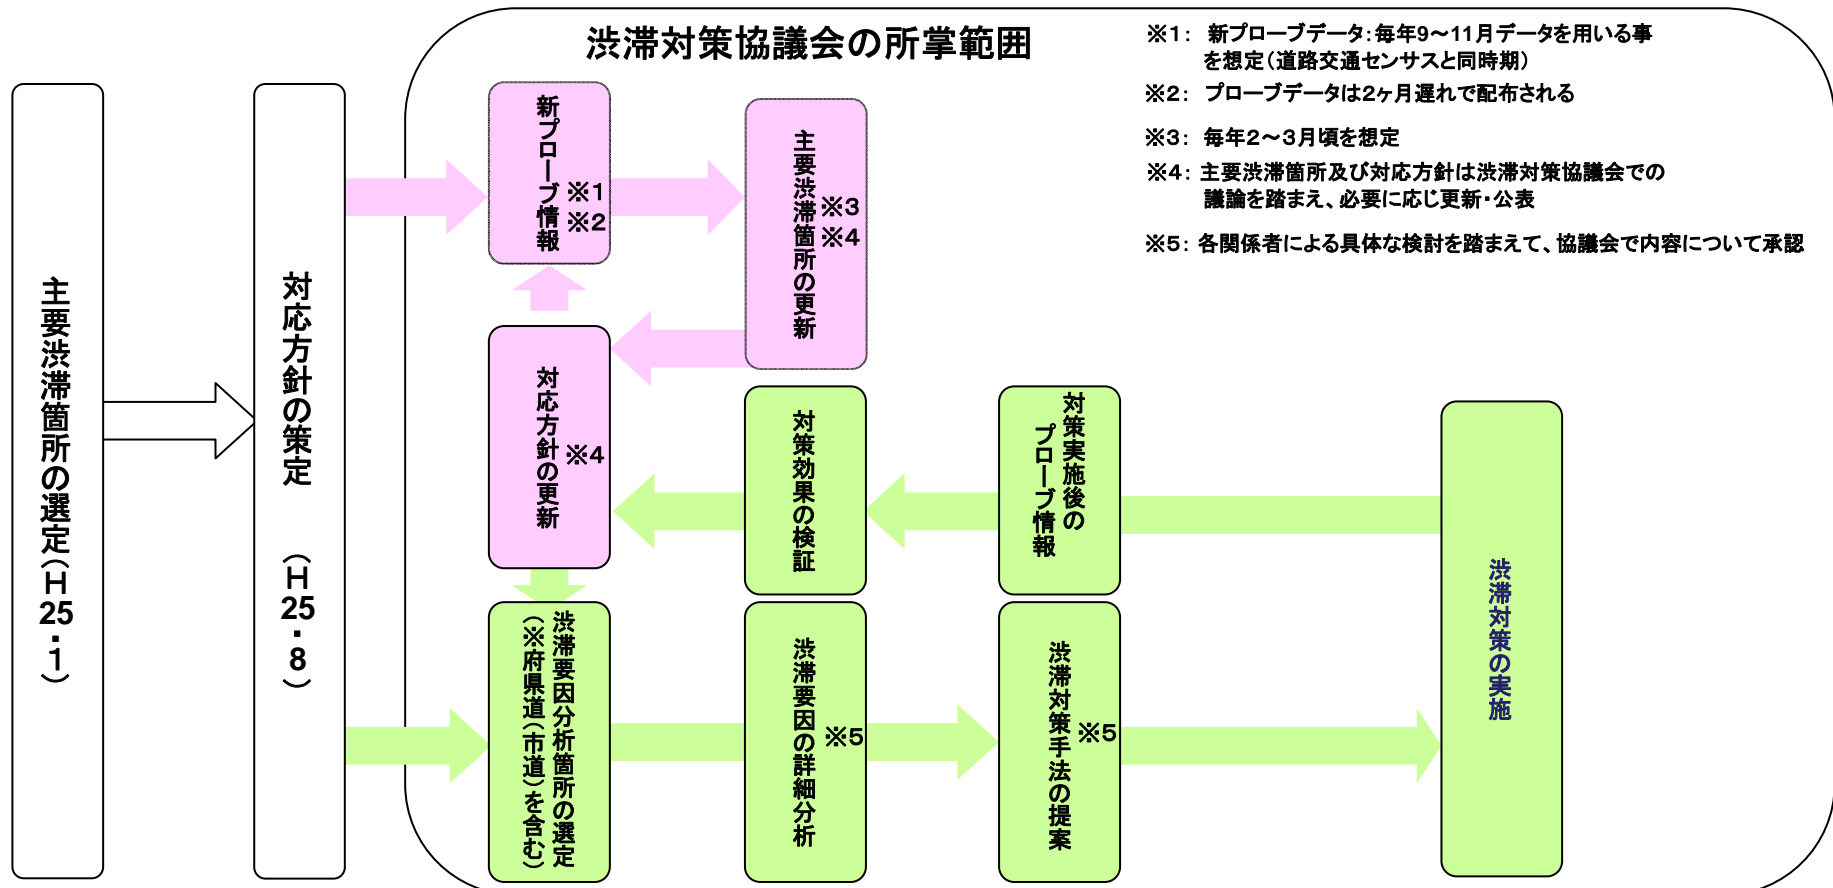 渋滞対策協議会の所掌範囲
※１： 新プローブデータ：毎年9～11月データを用いる事
を想定（道路交通センサスと同時期）
※２： プローブデータは２ヶ月遅れで配布される
※３： 毎年２～３月頃を想定
※４： 主要渋滞箇所及び対応方針は渋滞対策協議会での
議論を踏まえ、必要に応じ更新・公表
※５： 各関係者による具体な検討を踏まえて、協議会で内容について承認
主要渋滞箇所の選定（Ｈ25・１）
対応方針の策定 （Ｈ25・８）
新プローブ情報
※１
※２
主要渋滞箇所の更新
※３
※４
対応方針の更新
※４
対策効果の検証
対策実施後の
プローブ情報
渋滞対策の実施
渋滞要因分析箇所の選定
（※府県道（市道）を含む）
渋滞要因の詳細分析
※５
渋滞対策手法の提案
※５